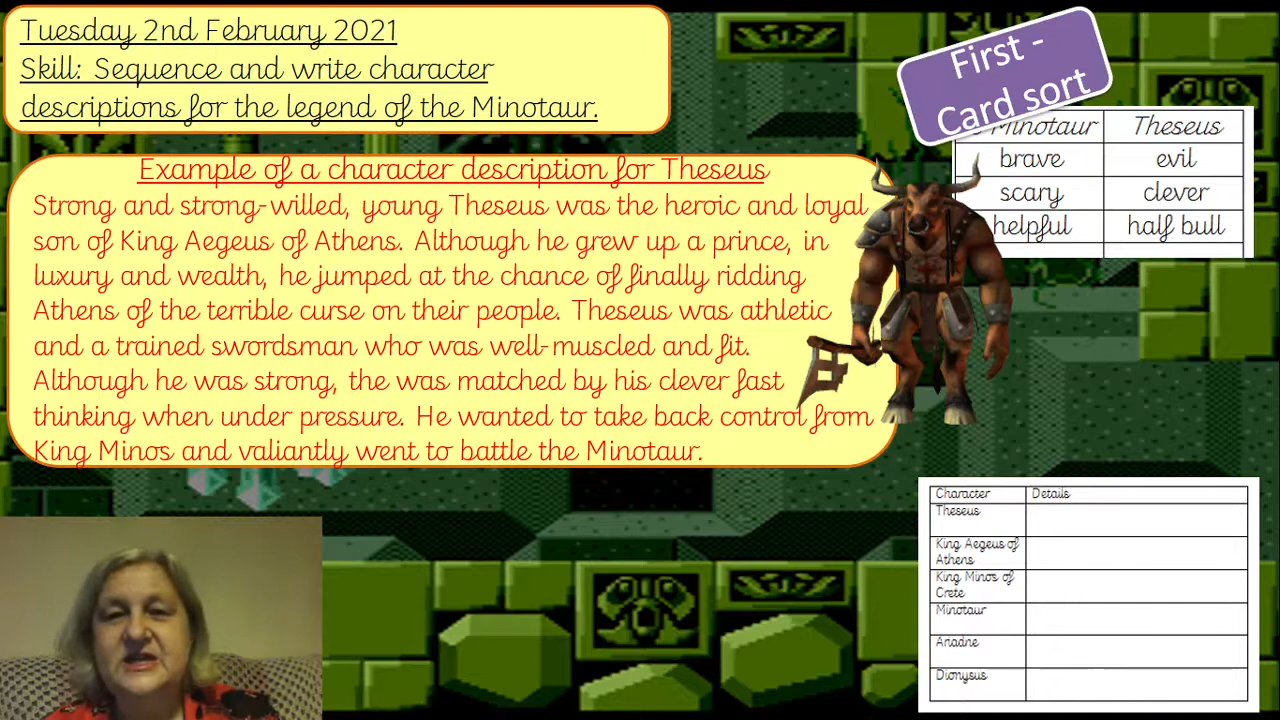 Tuesday 2nd February 2021
Skill: Sequence and write character
descriptions for the legend of the Minotaur.
First -
Card sort
Minotaur Theseus
brave evil
scary clever
helpful half bull
Example of a character description for Theseus
Strong and strong-willed, young Theseus was the heroic and loyal
son of King Aegeus of Athens. Although he grew up a prince, in
luxury and wealth, he jumped at the chance of finally ridding
Athens of the terrible curse on their people. Theseus was athletic
and a trained swordsman who was well-muscled and fit.
Although he was strong, the was matched by his clever fast
thinking when under pressure. He wanted to take back control from
King Minos and valiantly went to battle the Minotaur.
Character Details
Theseus
King Aegeus of
Athens
King Minos of
Crete
Minotaur
Ariadne
Dionysus